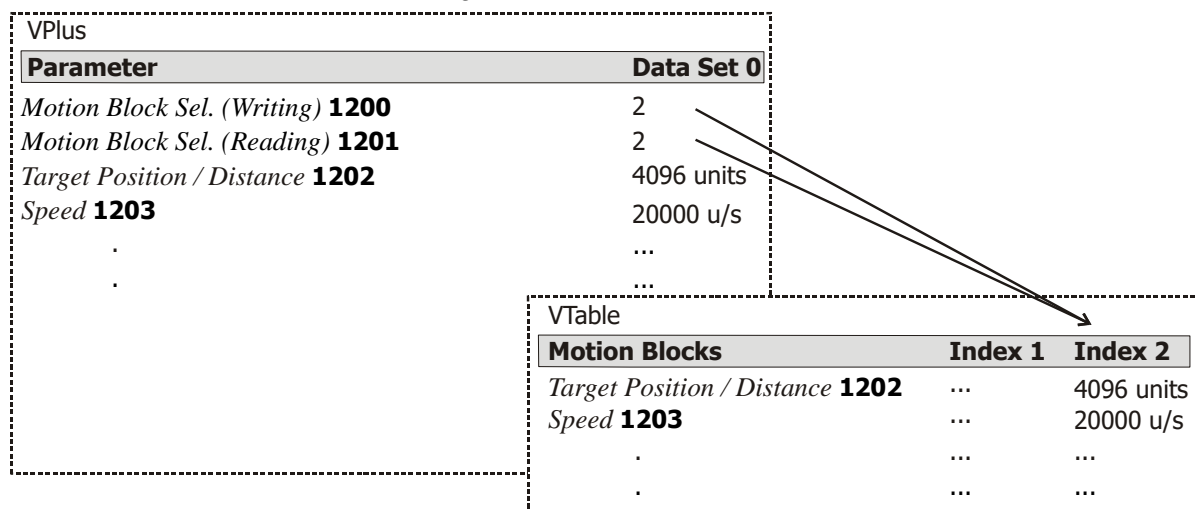 VPlus
Parameter Data Set 0
Motion Block Sel. (Writing) 1200 2
Motion Block Sel. (Reading) 1201 2
Target Position / Distance 1202 4096 units
Speed 1203 20000 u/s
. ...
. ...
VTable
Motion Blocks Index 1 Index 2
Target Position / Distance 1202 ... 4096 units
Speed 1203 ... 20000 u/s
. ... ...
. ... ...